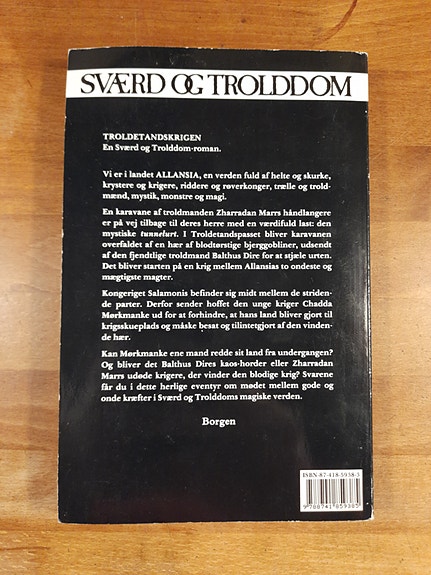 SVÆRD OG TROLDDOM
TROLDETANDSKRIGEN
En Sværd og Trolddom-roman.
Vi er i landet ALLANSIA, en verden fuld af helte og skurke,
krystere og krigere, riddere og røverkonger, trælle og trold-
mænd, mystik, monstre og magi.
En karavane af troldmanden Zharradan Marrs håndlangere
er på vej tilbage til deres herre med en værdifuld last: den
mystiske tunnelurt. I Troldetandspasset bliver karavanen
overfaldet af en hær af blodtørstige bjerggobliner, udsendt
af den fjendtlige troldmand Balthus Dire for at stjæle urten.
Det bliver starten på en krig mellem Allansias to ondeste og
mægtigste magter.
Kongeriget Salamonis befinder sig midt mellem de striden-
de parter. Derfor sender hoffet den unge kriger Chadda
Mørkmanke ud for at forhindre, at hans land bliver gjort til
krigsskueplads og måske besat og tilintetgjort af den vinden-
de hær.
Kan Mørkmanke ene mand redde sit land fra undergangen?
Og bliver det Balthus Dires kaos-horder eller Zharradan
Marrs udøde krigere, der vinder den blodige krig? Svarene
får du i dette herlige eventyr om mødet mellem gode og
onde kræfter i Sværd og Trolddoms magiske verden.
Borgen
ISBN 87-418-5938-5
9 788741 859385